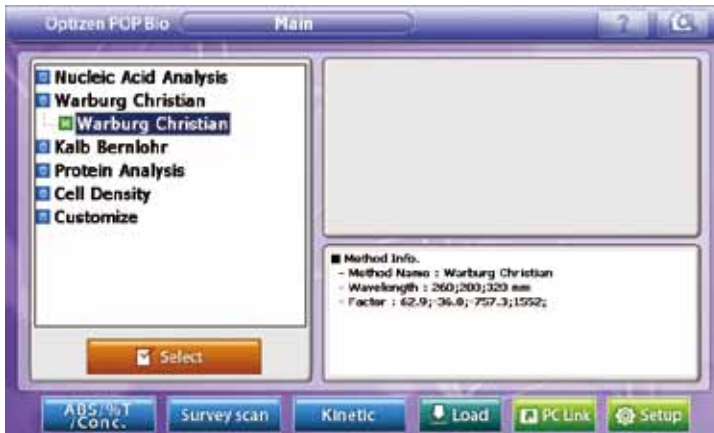 Optizen POP Bio
Main
?
Nucleic Acid Analysis
Warburg Christian
Warburg Christian
Kalb Bernlohr
Protein Analysis
Cell Density
Customize
Select
■ Method Info.
- Method Name : Warburg Christian
- Wavelength : 260;280;320 nm
- Factor : 62.9;-36.0;-757.3;1552;
ABS/%T
/Conc.
Survey scan
Kinetic
Load
PC Link
Setup